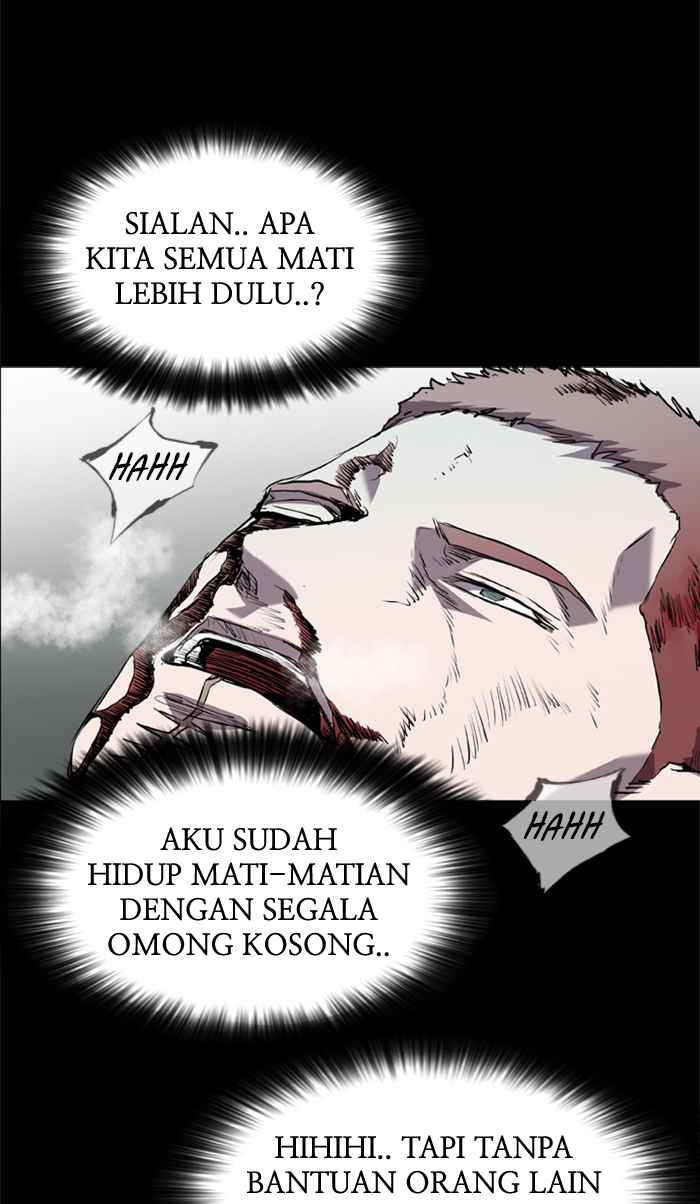 SIALAN.. APA
KITA SEMUA MATI
LEBIH DULU..?
HAHH
HAHH
AKU SUDAH
HIDUP MATI-MATIAN
DENGAN SEGALA
OMONG KOSONG..
HIHIHI.. TAPI TANPA
BANTUAN ORANG LAIN